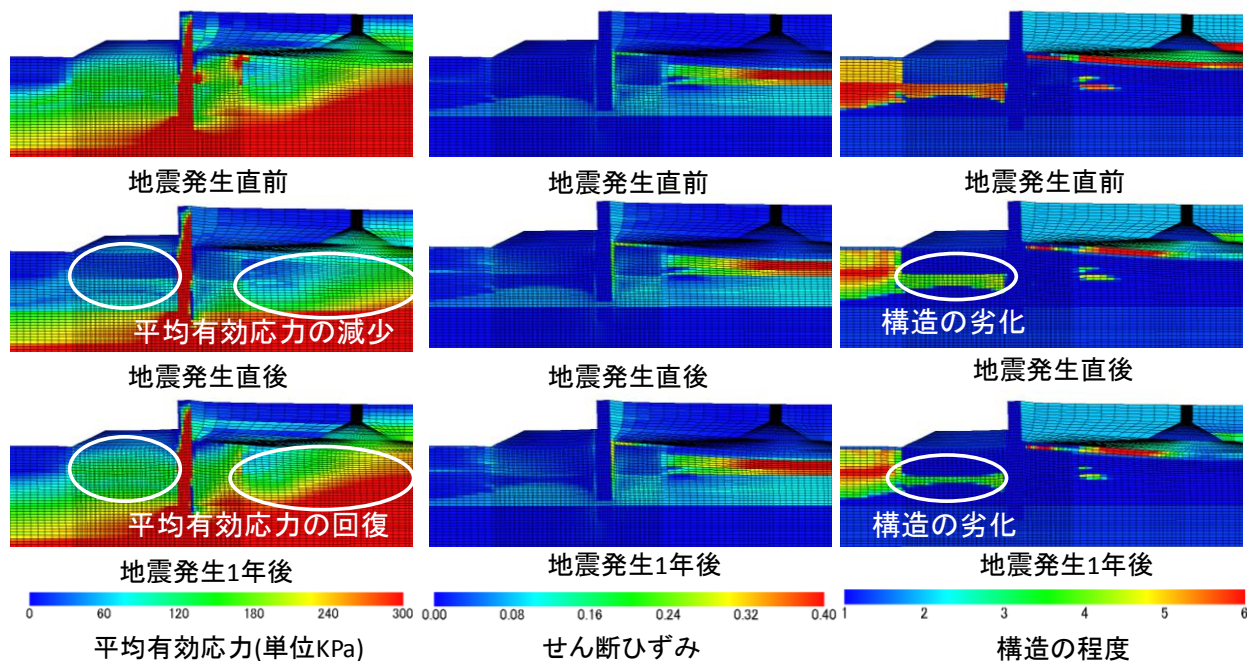 地震発生直前
地震発生直前
地震発生直前
平均有効応力の減少
構造の劣化
地震発生直後
地震発生直後
地震発生直後
平均有効応力の回復
構造の劣化
地震発生1年後
地震発生1年後
地震発生1年後
0 60 120 180 240 300
0.00 0.08 0.16 0.24 0.32 0.40
1 2 3 4 5 6
平均有効応力(単位KPa)
せん断ひずみ
構造の程度